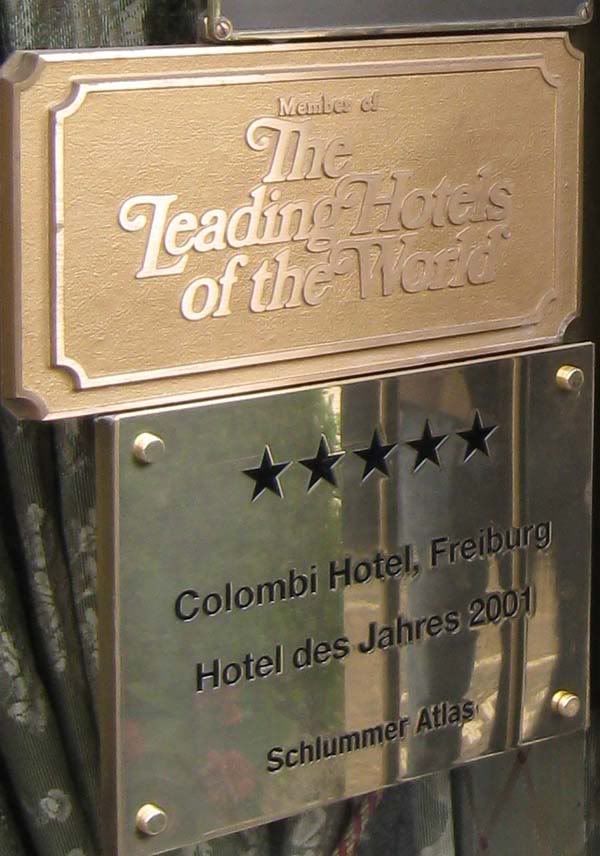 Member of
The
Leading Hotels
of the World
Colombi Hotel, Freiburg
Hotel des Jahres 2001
Schlummer Atlas